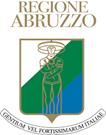 REGIONE
ABRUZZO
GENTIUM VEL FORTISSIMARUM ITALIAE